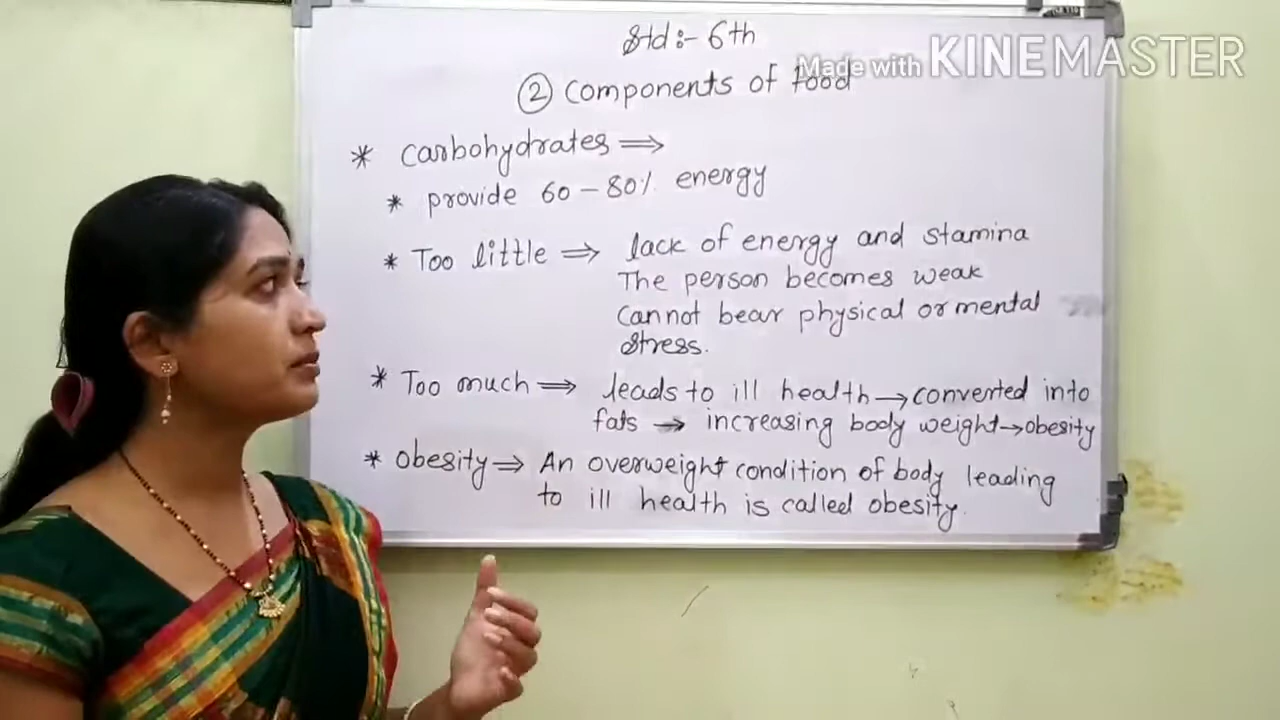 Std :- 6th
Made with KINEMASTER
② Components of food
* Carbohydrates ⇒
* provide 60 - 80% energy
* Too little ⇒ lack of energy and stamina
The person becomes weak
Cannot bear physical or mental
stress.
* Too much ⇒ leads to ill health → converted into
fats → increasing body weight → obesity
* Obesity ⇒ An overweight condition of body leading
to ill health is called obesity.